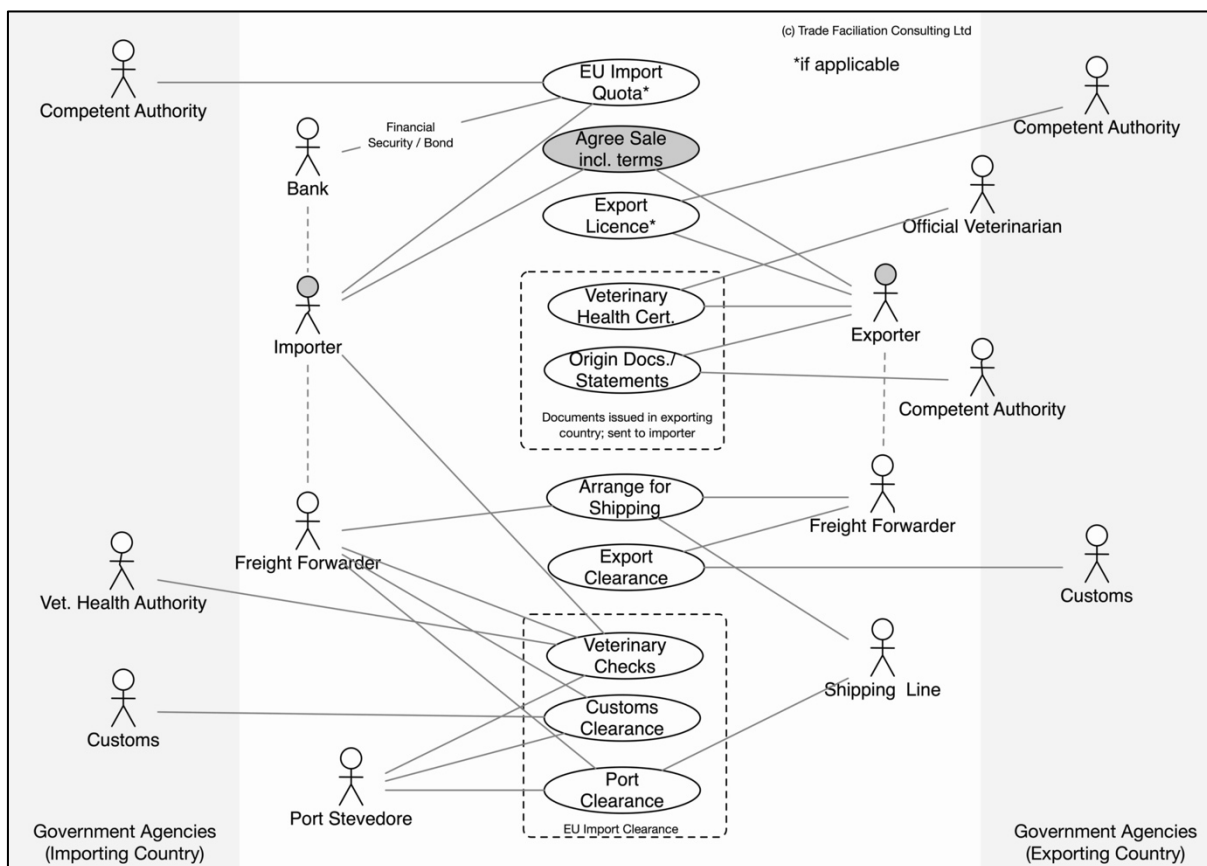 (c) Trade Faciliation Consulting Ltd
*if applicable
Competent Authority
EU Import
Quota*
Financial
Security / Bond
Bank
Agree Sale
incl. terms
Competent Authority
Export
Licence*
Official Veterinarian
Importer
Veterinary
Health Cert.
Exporter
Origin Docs./
Statements
Competent Authority
Documents issued in exporting
country; sent to importer
Arrange for
Shipping
Freight Forwarder
Freight Forwarder
Export
Clearance
Vet. Health Authority
Customs
Veterinary
Checks
Shipping Line
Customs
Clearance
Customs
Port
Clearance
Port Stevedore
EU Import Clearance
Government Agencies
(Importing Country)
Government Agencies
(Exporting Country)